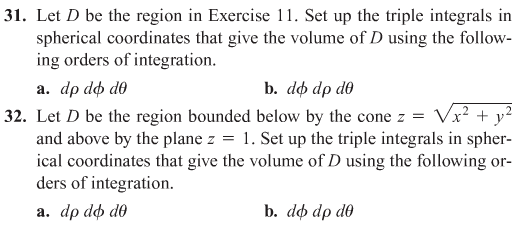 31. Let D be the region in Exercise 11. Set up the triple integrals in
spherical coordinates that give the volume of D using the follow-
ing orders of integration.
a. dρ dϕ dθ b. dϕ dρ dθ
32. Let D be the region bounded below by the cone z = √x² + y²
and above by the plane z = 1. Set up the triple integrals in spher-
ical coordinates that give the volume of D using the following or-
ders of integration.
a. dρ dϕ dθ b. dϕ dρ dθ